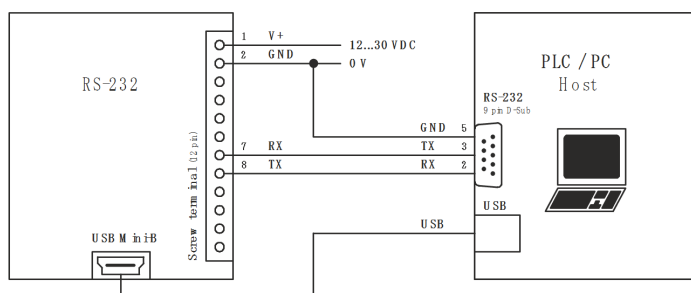 RS-232
1 V+
2 GND
12...30 VDC
0 V
7 RX
8 TX
Screw terminal (12 pin)
USB Mini-B
PLC / PC
Host
RS-232
9 pin D-Sub
GND 5
TX 3
RX 2
USB
USB